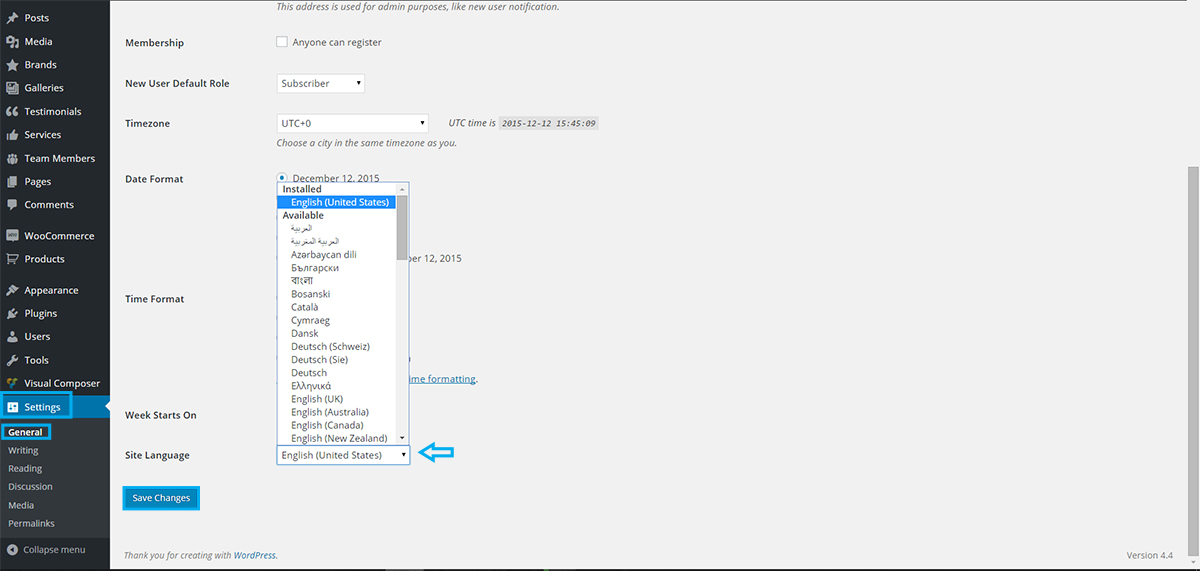 Posts
Media
Brands
Galleries
Testimonials
Services
Team Members
Pages
Comments
WooCommerce
Products
Appearance
Plugins
Users
Tools
Visual Composer
Settings
General
Writing
Reading
Discussion
Media
Permalinks
Collapse menu
This address is used for admin purposes, like new user notification.
Membership
Anyone can register
New User Default Role
Subscriber
Timezone
UTC+0
UTC time is 2015-12-12 15:45:09
Choose a city in the same timezone as you.
Date Format
December 12, 2015
Installed
English (United States)
Available
العربية
العربية المغربية
Azərbaycan dili
Български
বাংলা
Bosanski
Català
Cymraeg
Dansk
Deutsch (Schweiz)
Deutsch (Sie)
Deutsch
Ελληνικά
English (UK)
English (Australia)
English (Canada)
English (New Zealand)
12, 2015
Time Format
formatting.
Week Starts On
Site Language
English (United States)
Save Changes
Thank you for creating with WordPress.
Version 4.4